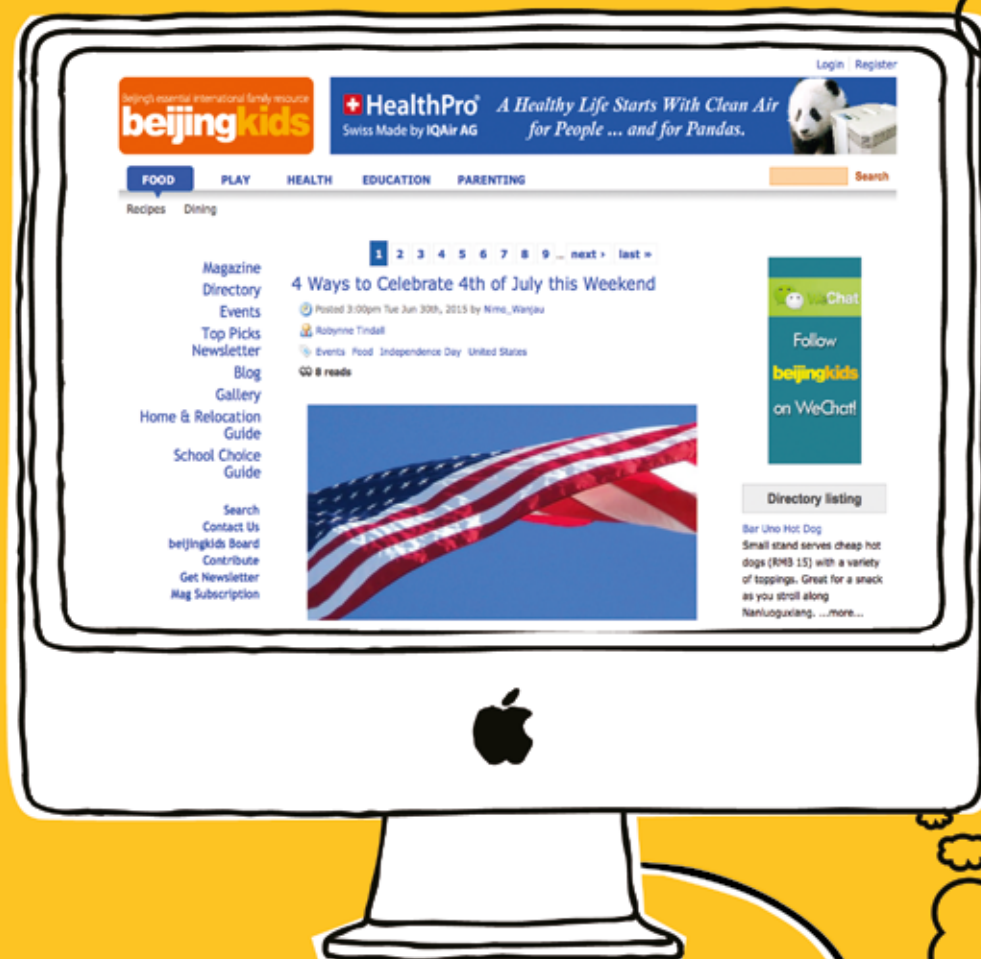 Login Register
Beijing's essential international family resource
beijingkids
HealthPro®
Swiss Made by IQAir AG
A Healthy Life Starts With Clean Air
for People ... and for Pandas.
FOOD PLAY HEALTH EDUCATION PARENTING
Search
Recipes Dining
1 2 3 4 5 6 7 8 9 ... next › last »
Magazine
Directory
Events
Top Picks
Newsletter
Blog
Gallery
Home & Relocation
Guide
School Choice
Guide
Search
Contact Us
beijingkids Board
Contribute
Get Newsletter
Mag Subscription
4 Ways to Celebrate 4th of July this Weekend
Posted 3:00pm Tue Jun 30th, 2015 by Nimo_Wanjau
Robynne Tindall
Events Food Independence Day United States
8 reads
WeChat
Follow
beijingkids
on WeChat!
Directory listing
Bar Uno Hot Dog
Small stand serves cheap hot
dogs (RMB 15) with a variety
of toppings. Great for a snack
as you stroll along
Nanluoguxiang. ...more...